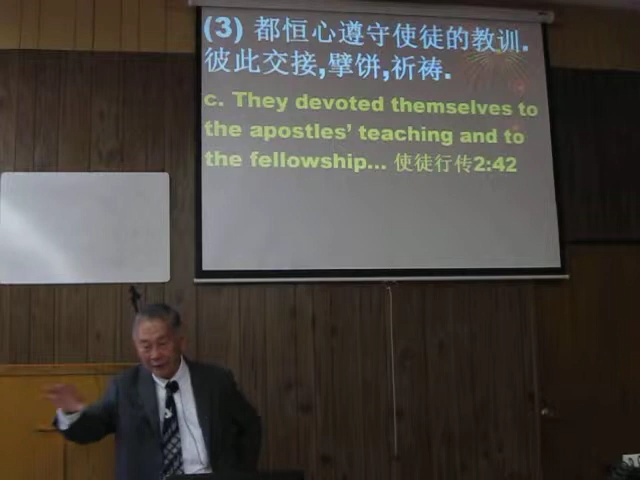 (3) 都恒心遵守使徒的教训.
彼此交接,擘饼,祈祷.
c. They devoted themselves to
the apostles’ teaching and to
the fellowship... 使徒行传2:42